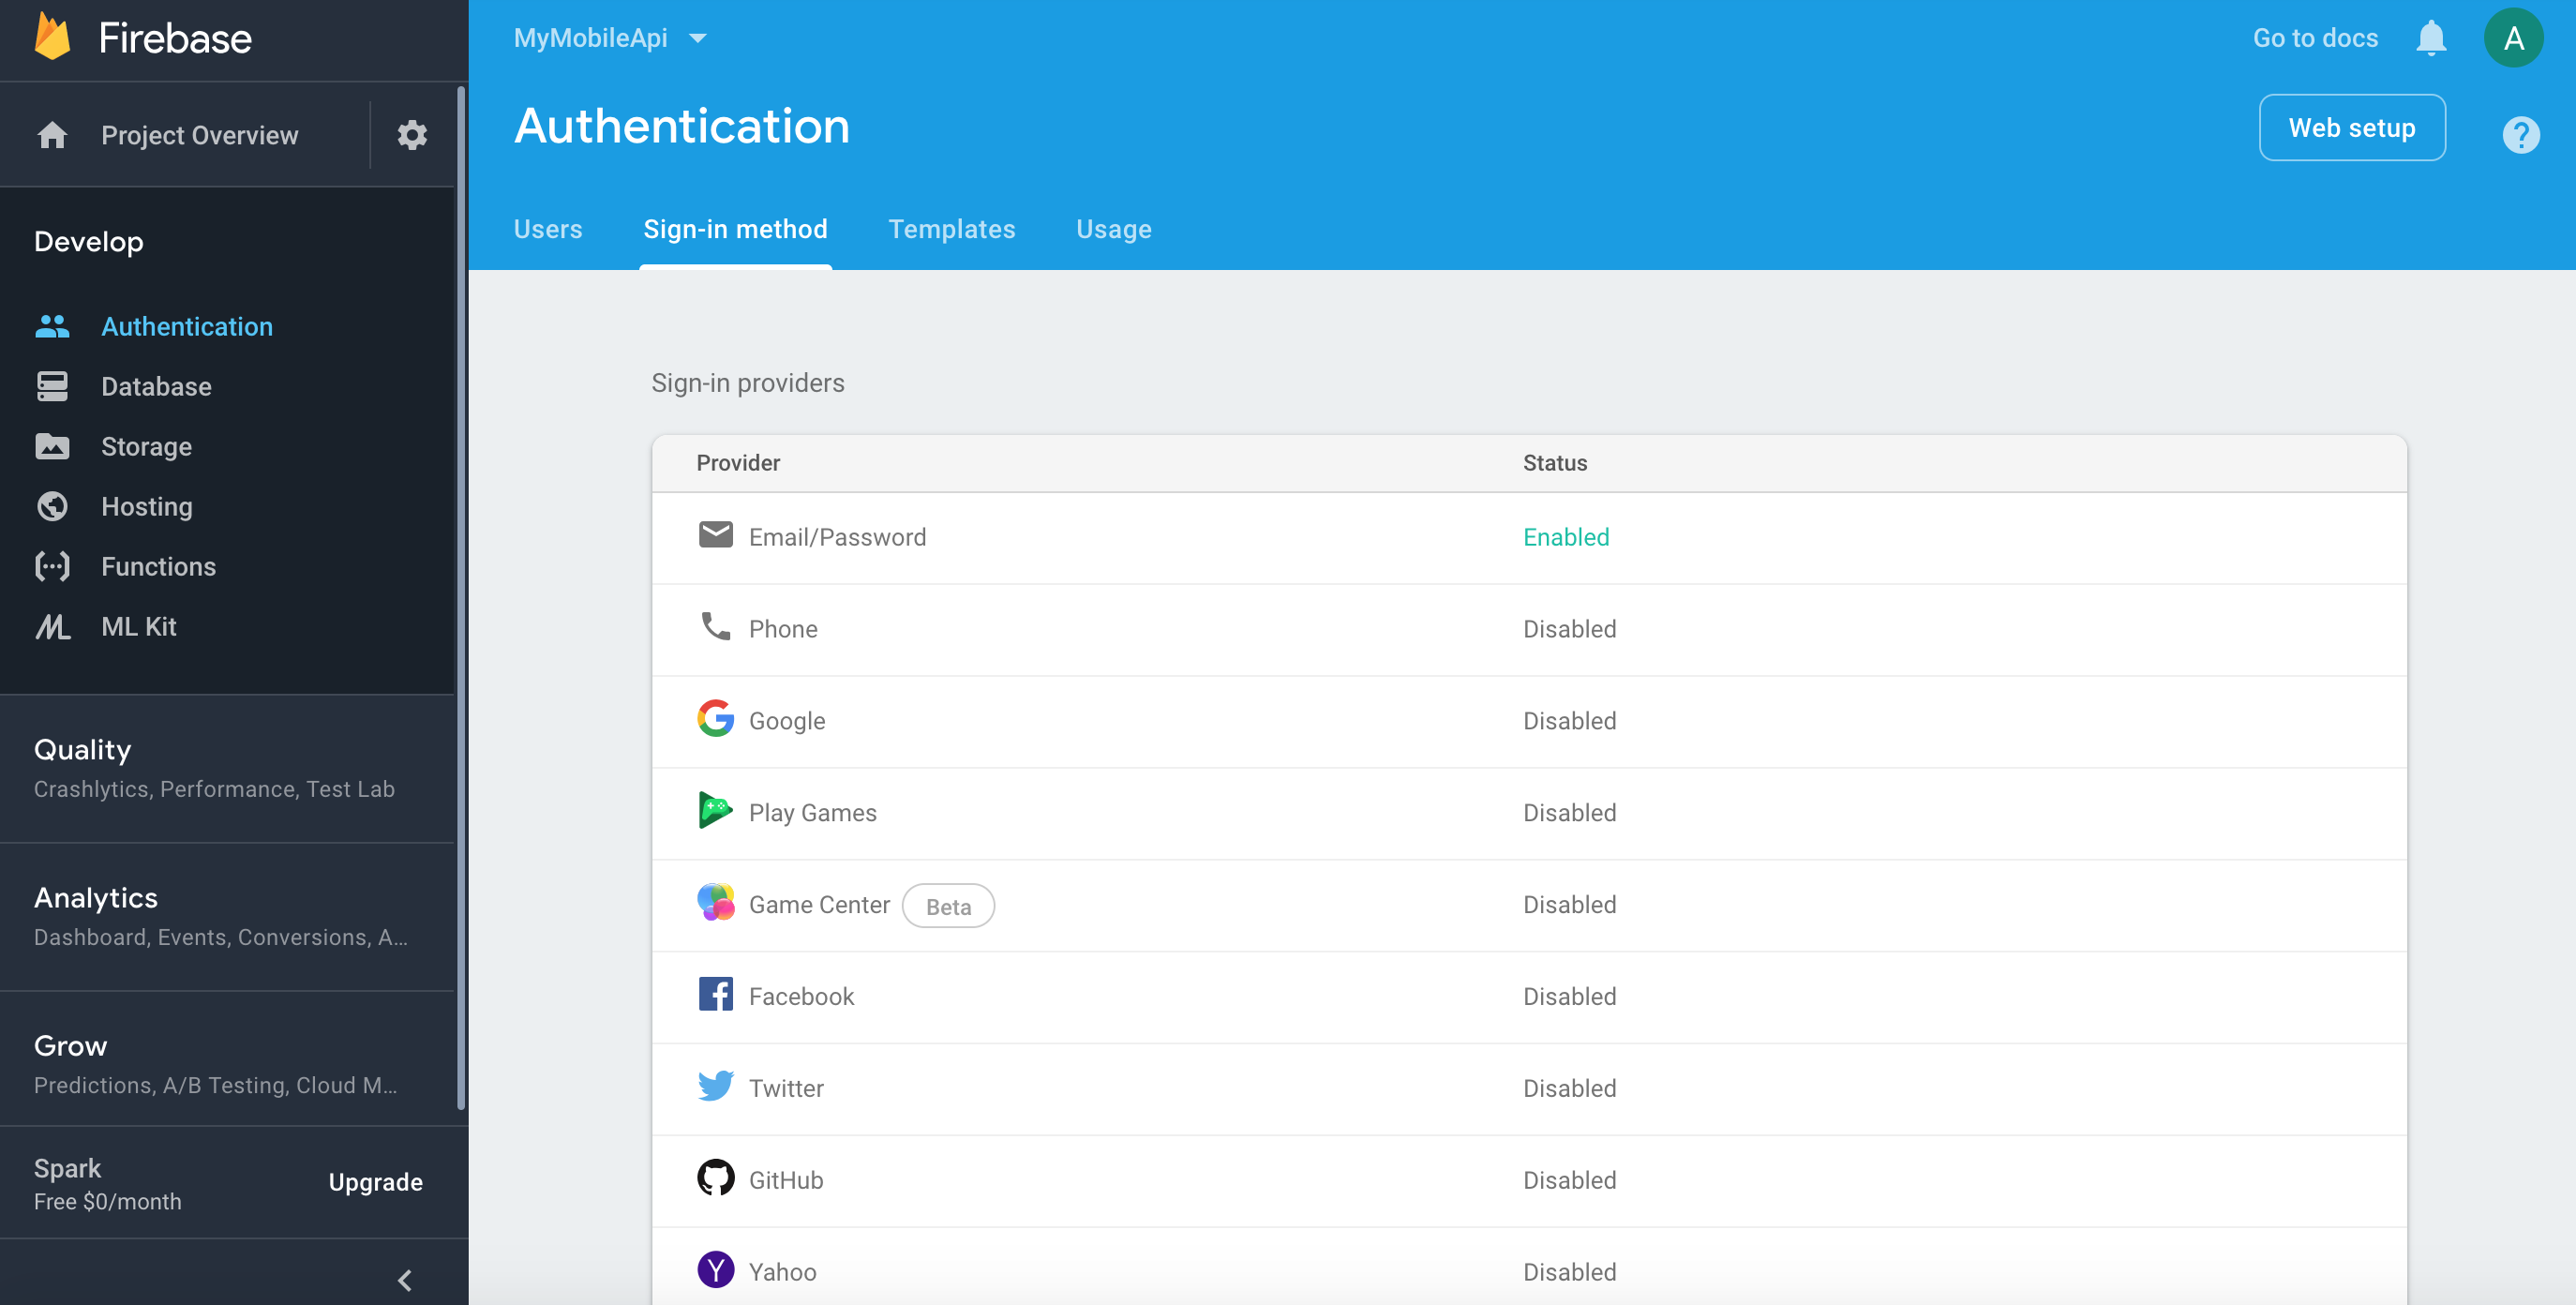 Firebase
Project Overview
Develop
Authentication
Database
Storage
Hosting
Functions
ML Kit
Quality
Crashlytics, Performance, Test Lab
Analytics
Dashboard, Events, Conversions, A...
Grow
Predictions, A/B Testing, Cloud M...
Spark
Free $0/month
Upgrade
MyMobileApi
Go to docs
A
Authentication
Web setup
?
Users Sign-in method Templates Usage
Sign-in providers
Provider Status
Email/Password Enabled
Phone Disabled
Google Disabled
Play Games Disabled
Game Center Beta Disabled
Facebook Disabled
Twitter Disabled
GitHub Disabled
Yahoo Disabled